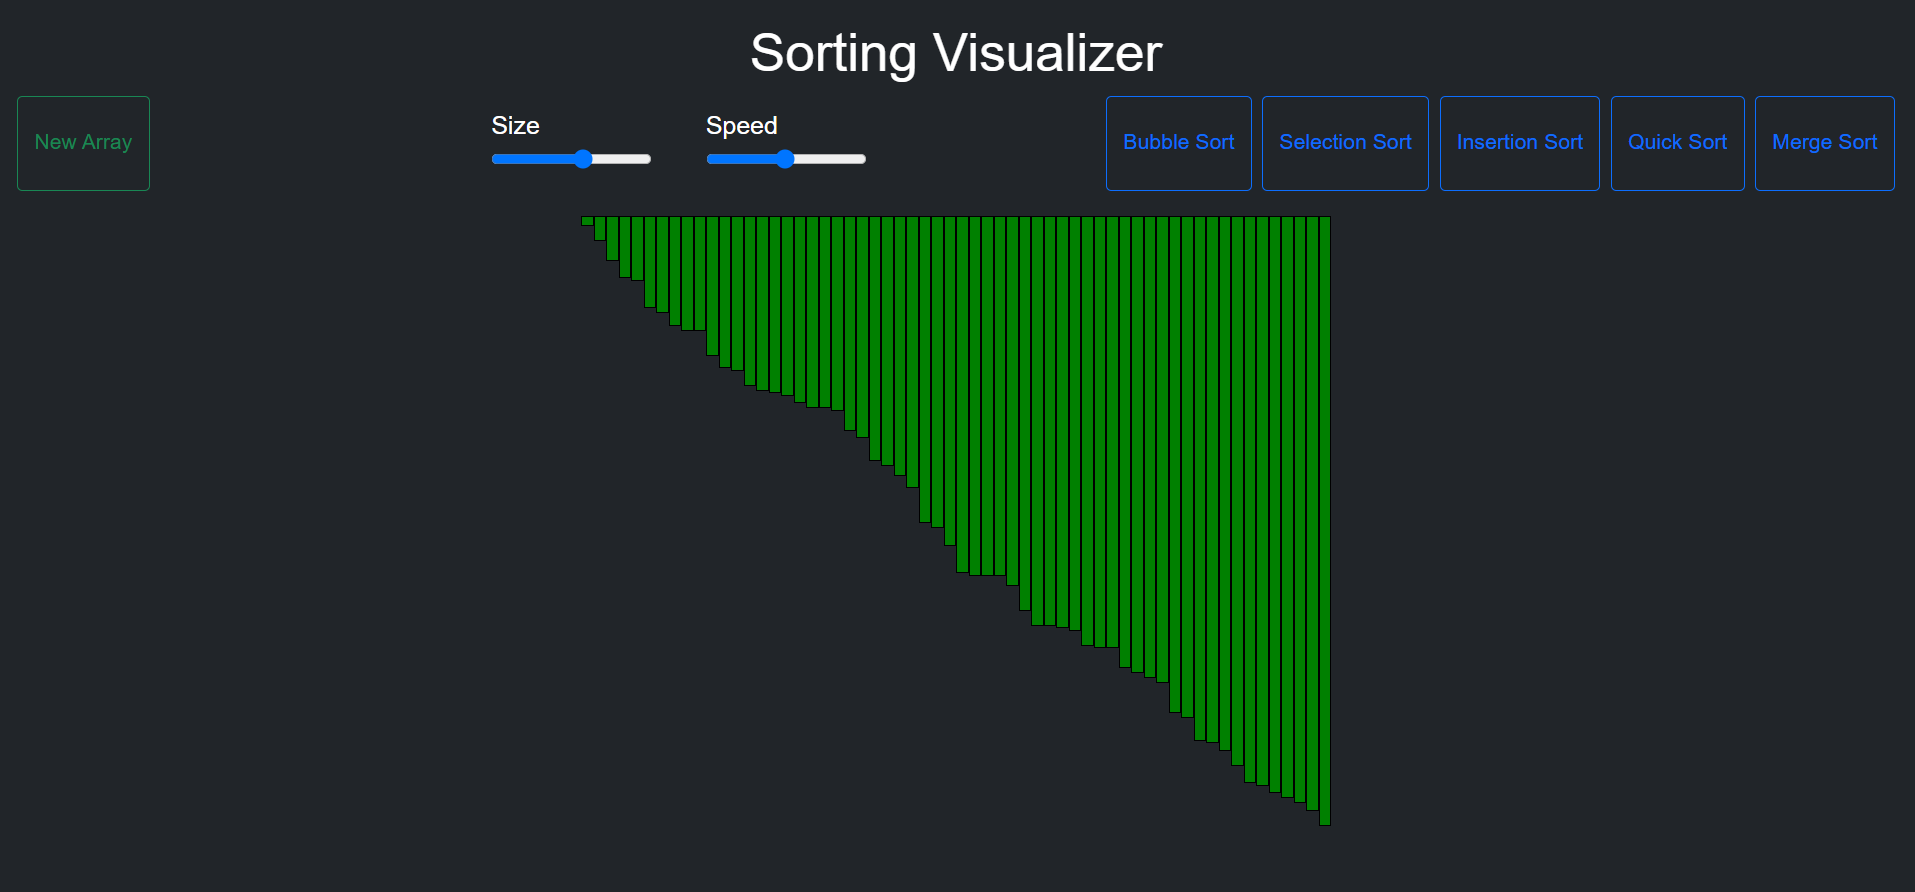 Sorting Visualizer
New Array
Size
Speed
Bubble Sort
Selection Sort
Insertion Sort
Quick Sort
Merge Sort